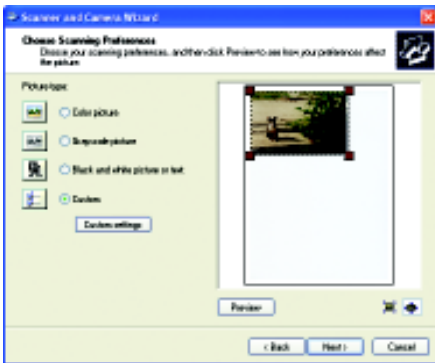 Scanner and Camera Wizard
Choose Scanning Preferences
Choose your scanning preferences, and then click Preview to see how your preferences affect
the picture.
Picture type:
Color picture
Grayscale picture
Black and white picture or text
Custom
Custom settings
Preview
< Back
Next >
Cancel